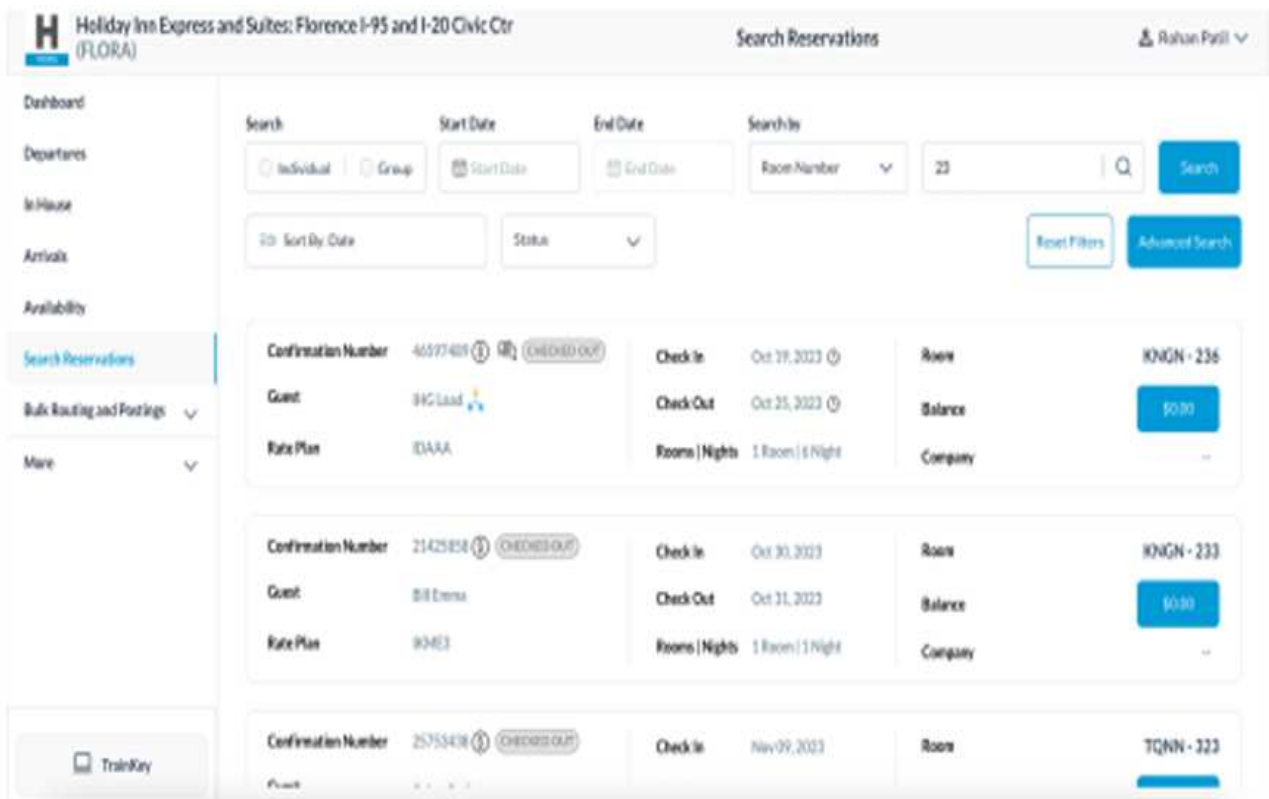 H
Holiday Inn Express and Suites: Florence I-95 and I-20 Civic Ctr
(FLORA)
Search Reservations
Rohan Patil
Dashboard
Departures
In House
Arrivals
Availability
Search Reservations
Bulk Routing and Postings
More
TrainKey
Search
Start Date
End Date
Search by
Individual
Group
Start Date
End Date
Room Number
23
Search
Sort By: Date
Status
Reset Filters
Advanced Search
Confirmation Number 46597489 CHECKED OUT
Guest
Rate Plan IDAAA
Check In Oct 19, 2023
Check Out Oct 25, 2023
Rooms | Nights 1 Room | 6 Night
Room KNGN - 236
Balance $0.00
Company --
Confirmation Number 21425858 CHECKED OUT
Guest Bill Emma
Rate Plan
Check In Oct 30, 2023
Check Out Oct 31, 2023
Rooms | Nights 1 Room | 1 Night
Room KNGN - 233
Balance $0.00
Company --
Confirmation Number 25753438 CHECKED OUT
Guest
Check In Nov 09, 2023
Room TQNN - 323